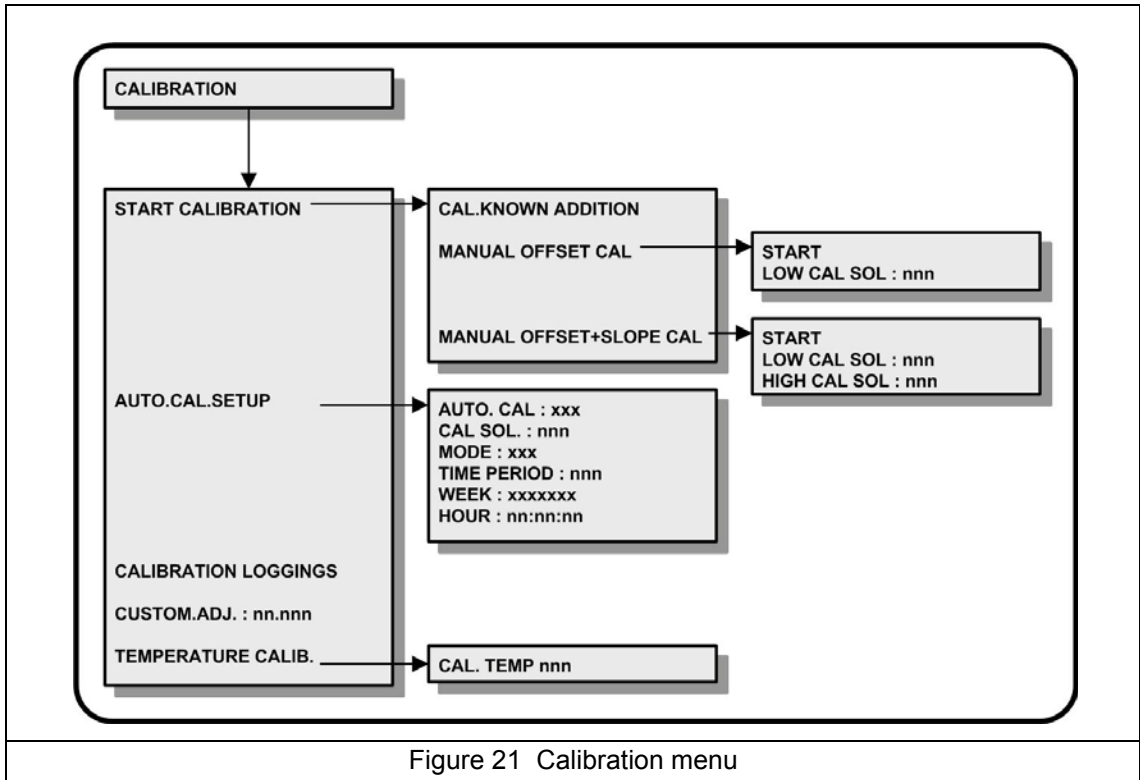 CALIBRATION
START CALIBRATION
CAL.KNOWN ADDITION
MANUAL OFFSET CAL
START
LOW CAL SOL : nnn
MANUAL OFFSET+SLOPE CAL
START
LOW CAL SOL : nnn
HIGH CAL SOL : nnn
AUTO.CAL.SETUP
AUTO. CAL : xxx
CAL SOL. : nnn
MODE : xxx
TIME PERIOD : nnn
WEEK : xxxxxxx
HOUR : nn:nn:nn
CALIBRATION LOGGINGS
CUSTOM.ADJ. : nn.nnn
TEMPERATURE CALIB.
CAL. TEMP nnn
Figure 21 Calibration menu